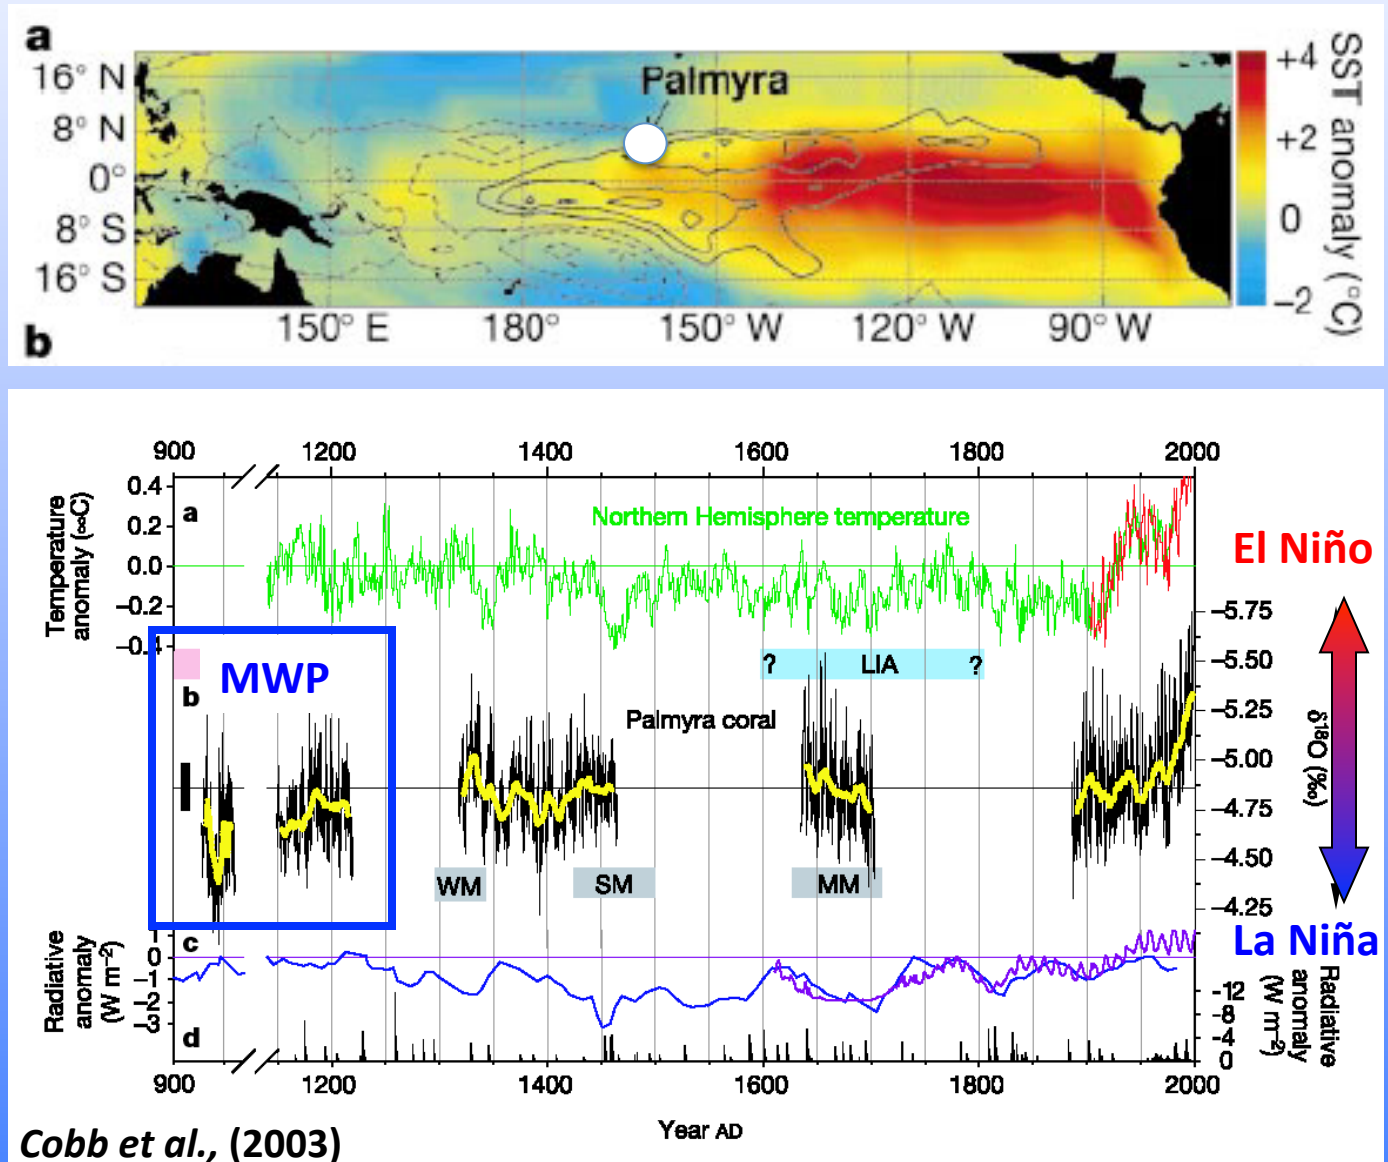 a
16° N
8° N
0°
8° S
16° S
Palmyra
150° E 180° 150° W 120° W 90° W
+4
+2
0
−2
SST anomaly (°C)
b
900 1200 1400 1600 1800 2000
Temperature
anomaly (∞C)
0.4
0.2
0.0
−0.2
−0.4
a
Northern Hemisphere temperature
El Niño
MWP
b
? LIA ?
Palmyra coral
−5.75
−5.50
−5.25
−5.00
−4.75
−4.50
−4.25
δ18O (‰)
WM SM MM
La Niña
Radiative
anomaly
(W m−2)
1
0
−1
−2
−3
c
d
−12
−8
−4
0
Radiative
anomaly
(W m−2)
900 1200 1400 1600 1800 2000
Year AD
Cobb et al., (2003)